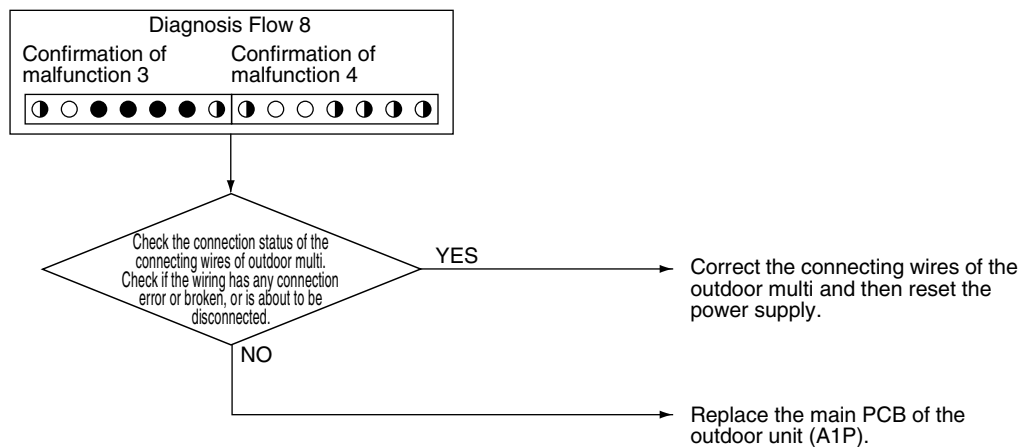 Diagnosis Flow 8
Confirmation of
malfunction 3
Confirmation of
malfunction 4
Check the connection status of the
connecting wires of outdoor multi.
Check if the wiring has any connection
error or broken, or is about to be
disconnected.
YES
Correct the connecting wires of the
outdoor multi and then reset the
power supply.
NO
Replace the main PCB of the
outdoor unit (A1P).